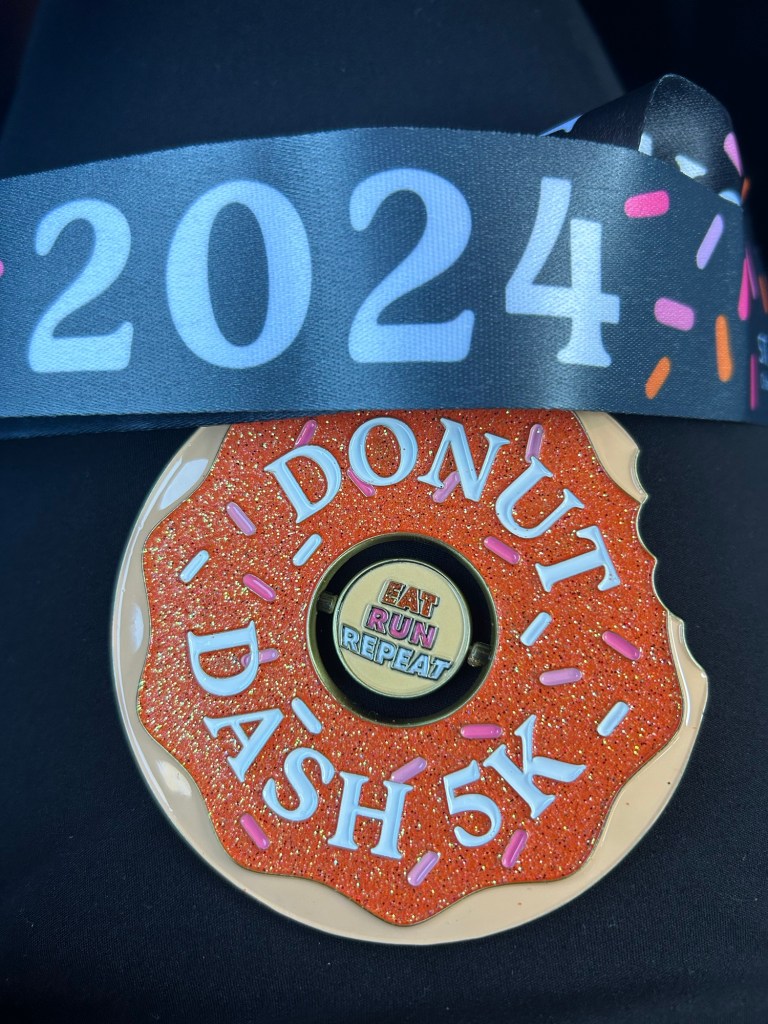 2024
DONUT
DASH 5K
EAT
RUN
REPEAT